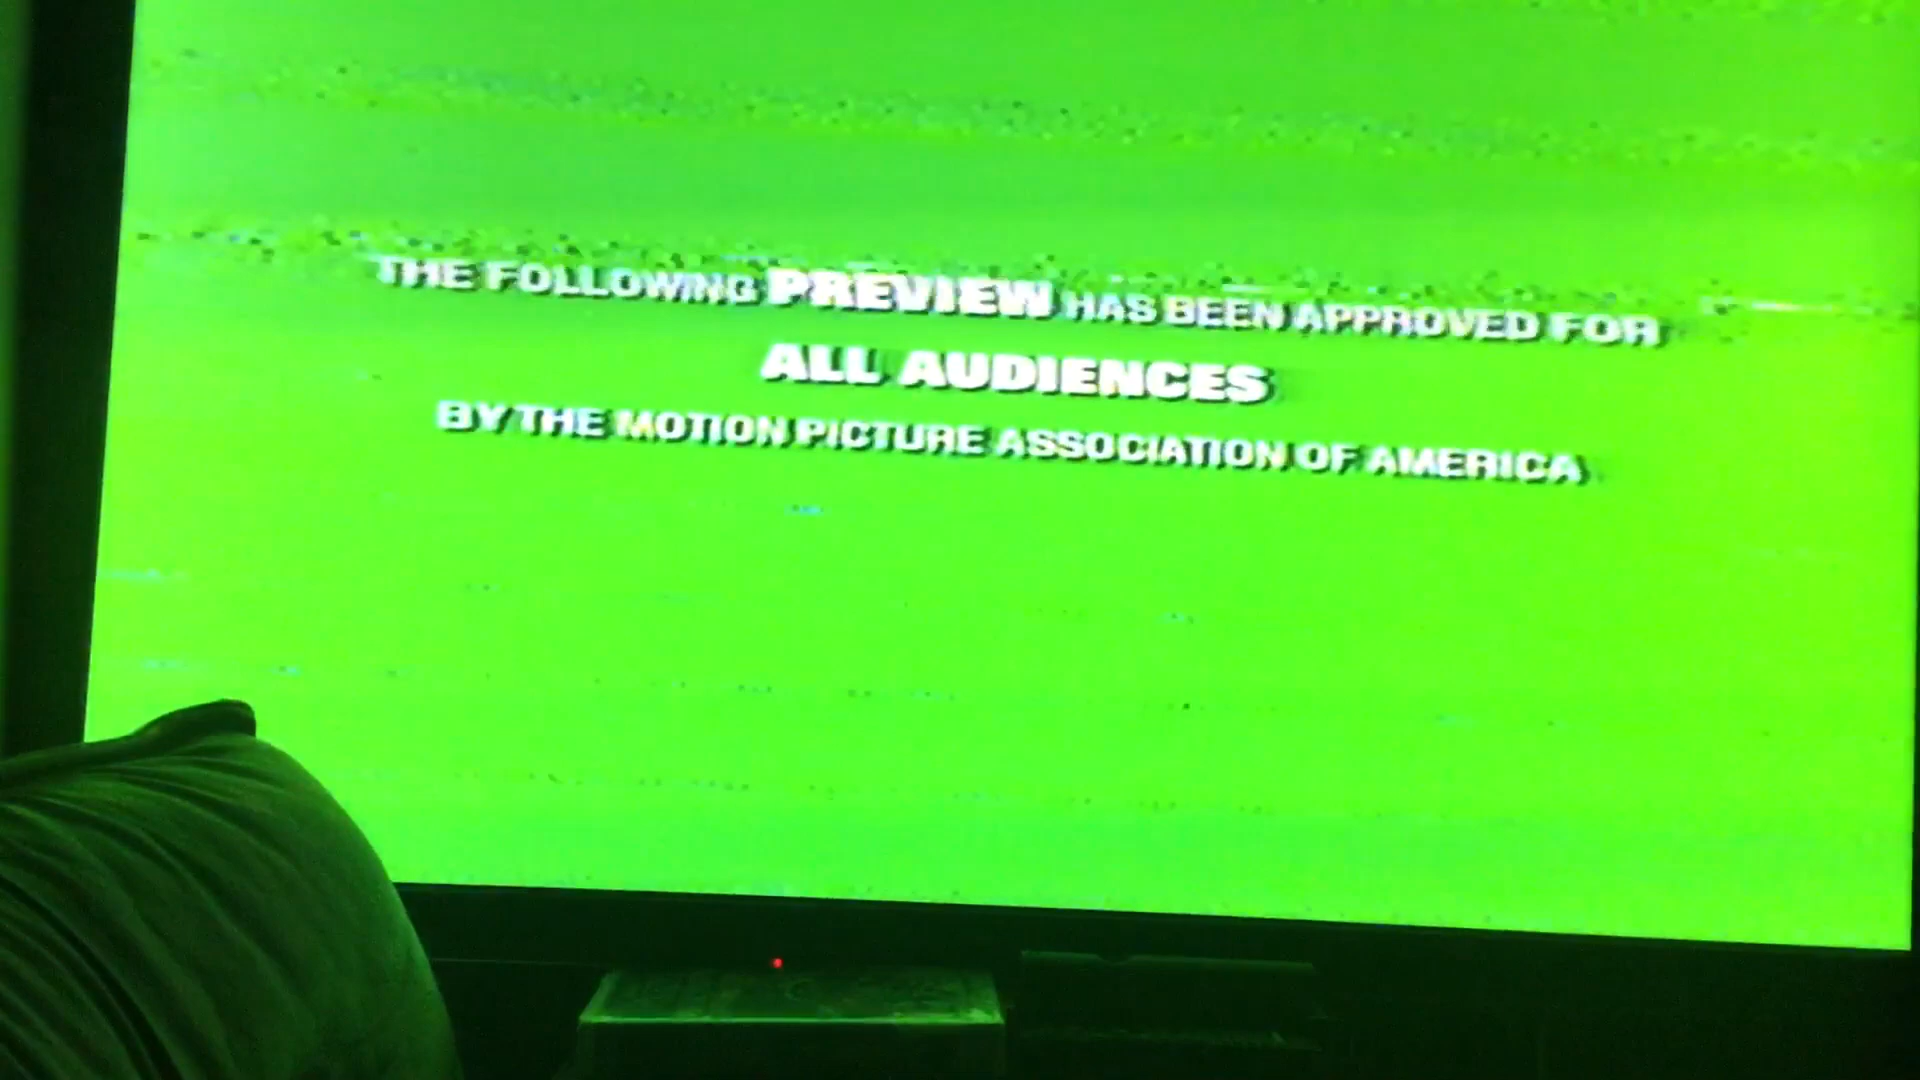 THE FOLLOWING PREVIEW HAS BEEN APPROVED FOR
ALL AUDIENCES
BY THE MOTION PICTURE ASSOCIATION OF AMERICA